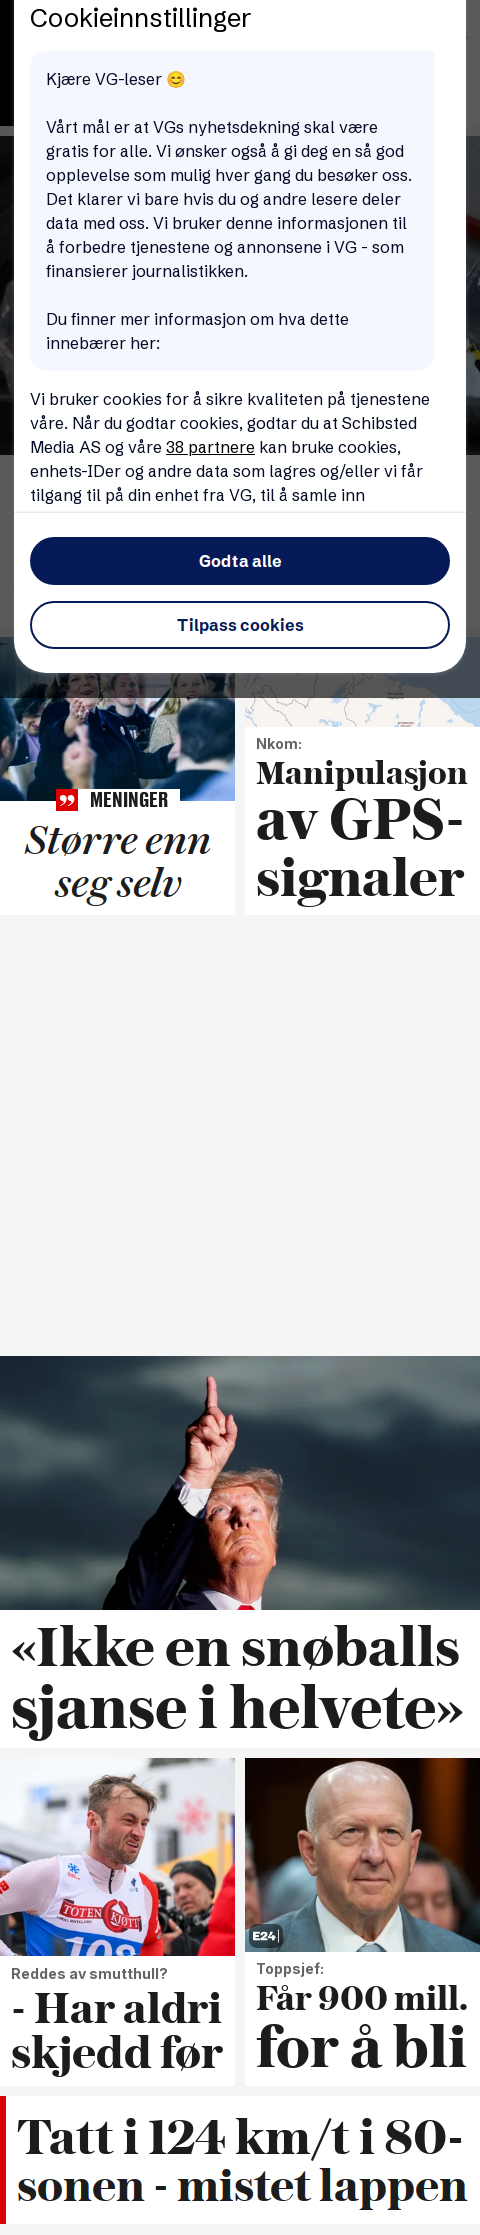 Cookieinnstillinger
Kjære VG-leser 😊
Vårt mål er at VGs nyhetsdekning skal være
gratis for alle. Vi ønsker også å gi deg en så god
opplevelse som mulig hver gang du besøker oss.
Det klarer vi bare hvis du og andre lesere deler
data med oss. Vi bruker denne informasjonen til
å forbedre tjenestene og annonsene i VG - som
finansierer journalistikken.
Du finner mer informasjon om hva dette
innebærer her:
Vi bruker cookies for å sikre kvaliteten på tjenestene
våre. Når du godtar cookies, godtar du at Schibsted
Media AS og våre 38 partnere kan bruke cookies,
enhets-IDer og andre data som lagres og/eller vi får
tilgang til på din enhet fra VG, til å samle inn
Godta alle
Tilpass cookies
MENINGER
Større enn
seg selv
Nkom:
Manipulasjon
av GPS-
signaler
«Ikke en snøballs
sjanse i helvete»
TOTEN
KJØTT
108
Reddes av smutthull?
- Har aldri
skjedd før
E24
Toppsjef:
Får 900 mill.
for å bli
Tatt i 124 km/t i 80-
sonen - mistet lappen